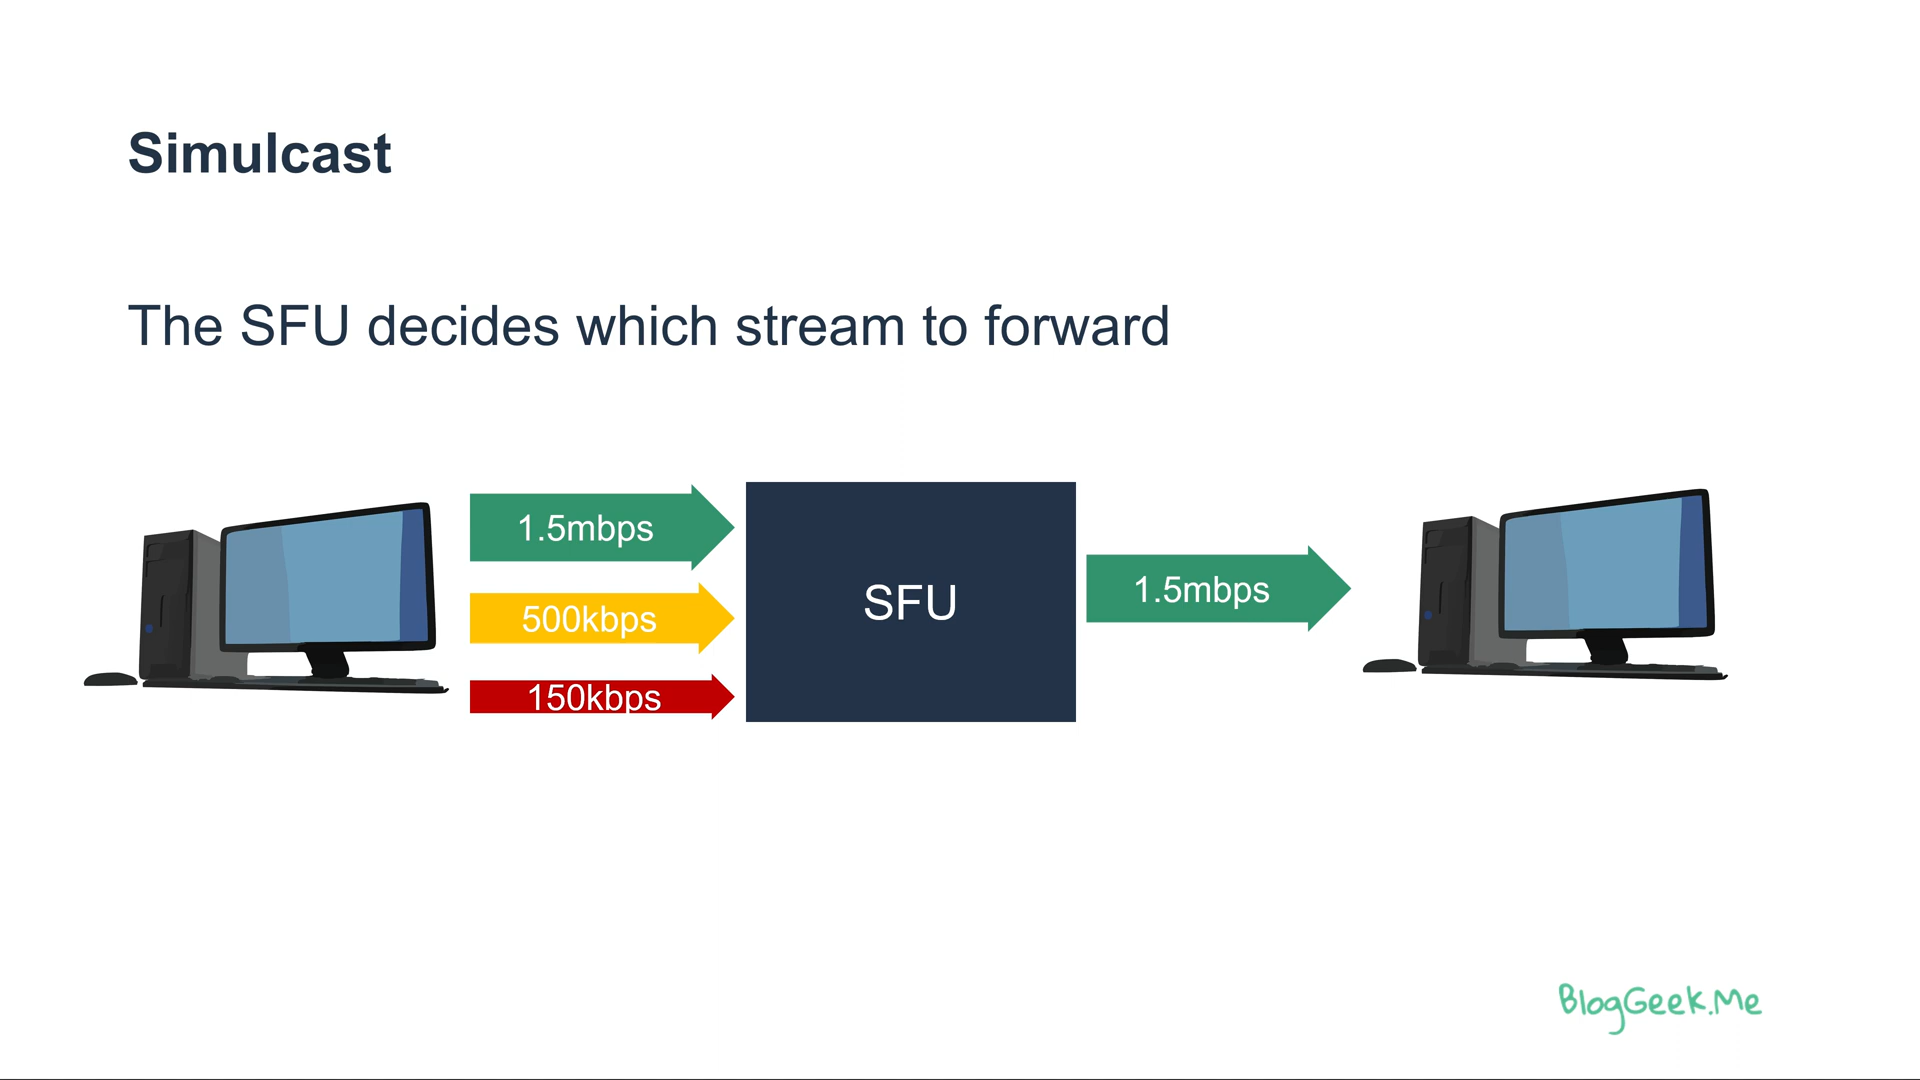 Simulcast
The SFU decides which stream to forward
1.5mbps
500kbps
150kbps
SFU
1.5mbps
BlogGeek.Me